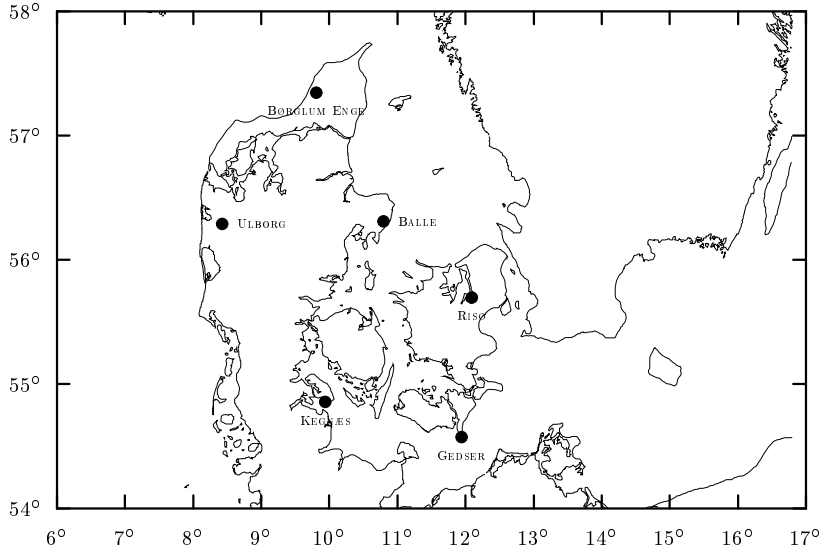 58°
57°
56°
55°
54°
6° 7° 8° 9° 10° 11° 12° 13° 14° 15° 16° 17°
Børglum Enge
Ulborg
Balle
Risø
Kegnæs
Gedser